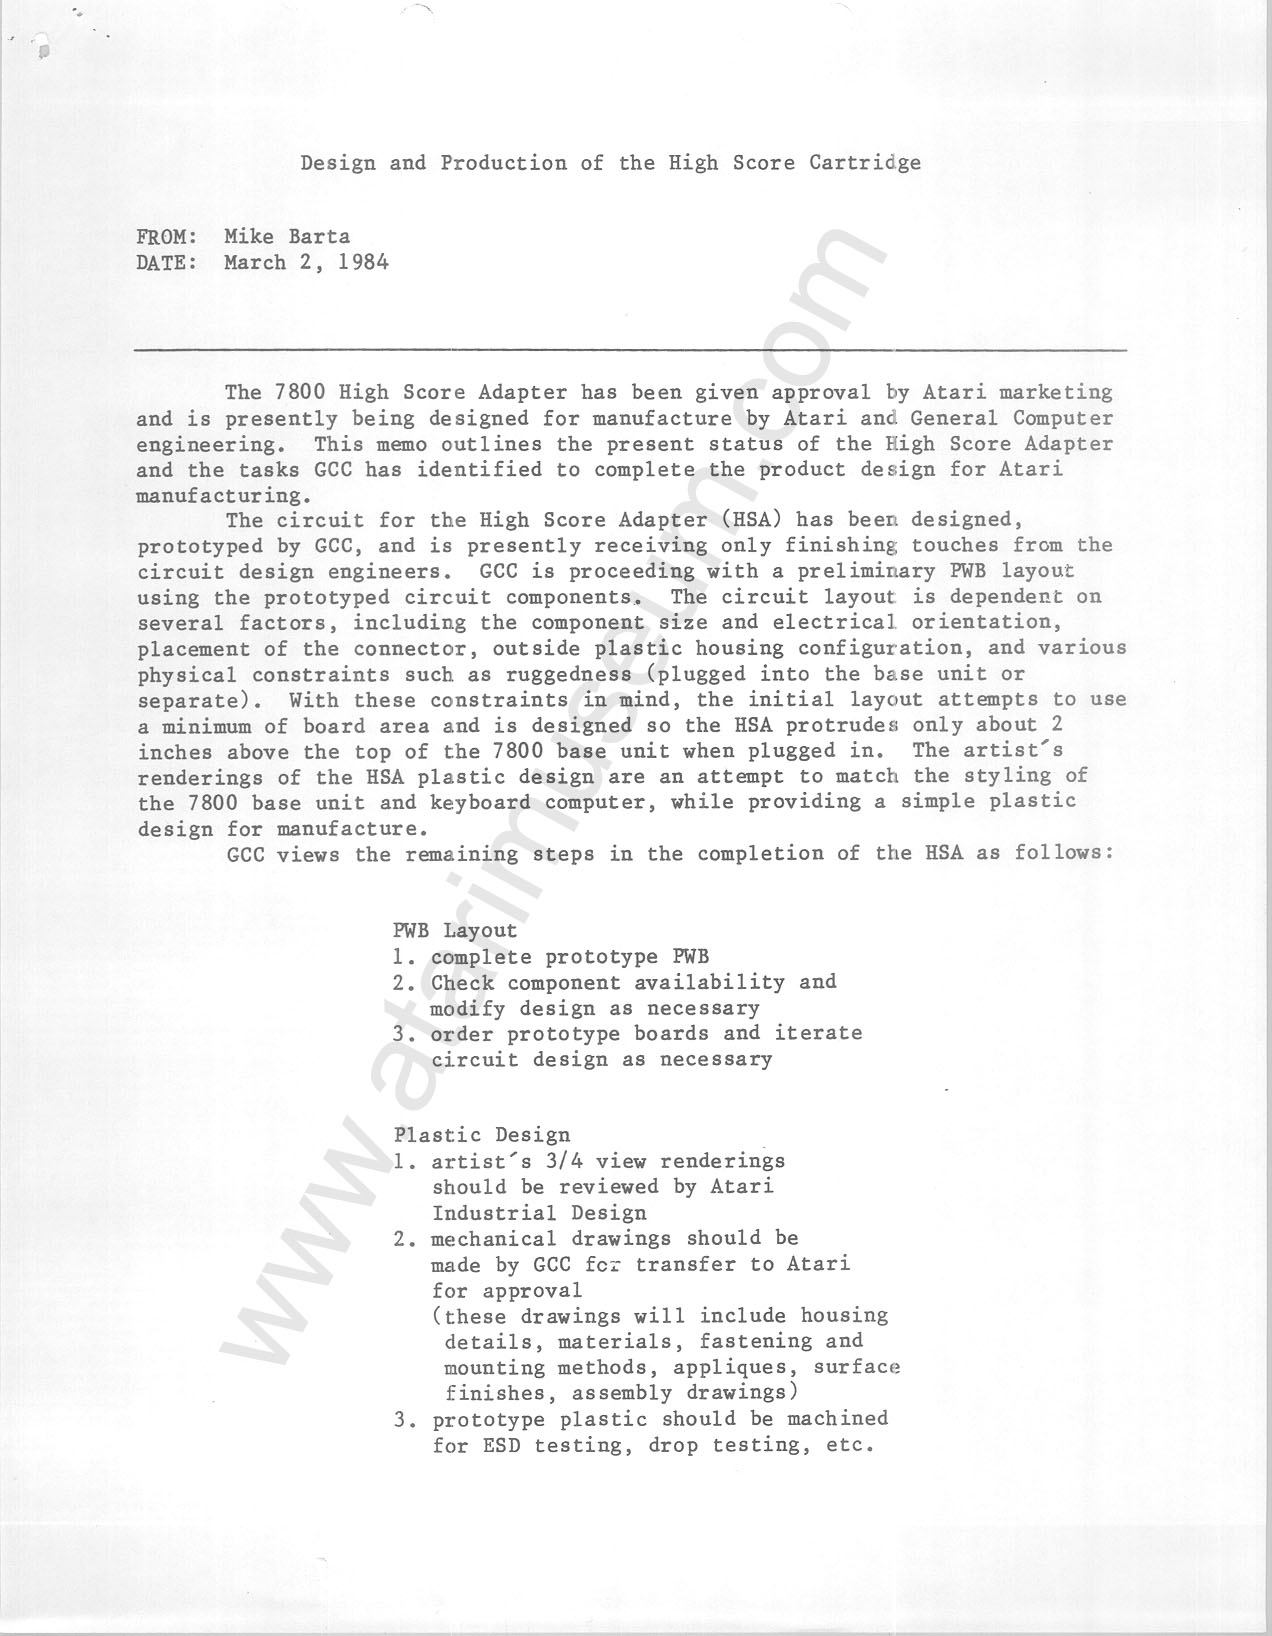 Design and Production of the High Score Cartridge
FROM: Mike Barta
DATE: March 2, 1984
The 7800 High Score Adapter has been given approval by Atari marketing
and is presently being designed for manufacture by Atari and General Computer
engineering. This memo outlines the present status of the High Score Adapter
and the tasks GCC has identified to complete the product design for Atari
manufacturing.
The circuit for the High Score Adapter (HSA) has been designed,
prototyped by GCC, and is presently receiving only finishing touches from the
circuit design engineers. GCC is proceeding with a preliminary PWB layout
using the prototyped circuit components. The circuit layout is dependent on
several factors, including the component size and electrical orientation,
placement of the connector, outside plastic housing configuration, and various
physical constraints such as ruggedness (plugged into the base unit or
separate). With these constraints in mind, the initial layout attempts to use
a minimum of board area and is designed so the HSA protrudes only about 2
inches above the top of the 7800 base unit when plugged in. The artist's
renderings of the HSA plastic design are an attempt to match the styling of
the 7800 base unit and keyboard computer, while providing a simple plastic
design for manufacture.
GCC views the remaining steps in the completion of the HSA as follows:
PWB Layout
1. complete prototype PWB
2. Check component availability and
modify design as necessary
3. order prototype boards and iterate
circuit design as necessary
Plastic Design
1. artist's 3/4 view renderings
should be reviewed by Atari
Industrial Design
2. mechanical drawings should be
made by GCC for transfer to Atari
for approval
(these drawings will include housing
details, materials, fastening and
mounting methods, appliques, surface
finishes, assembly drawings)
3. prototype plastic should be machined
for ESD testing, drop testing, etc.
www.atarimuseum.com